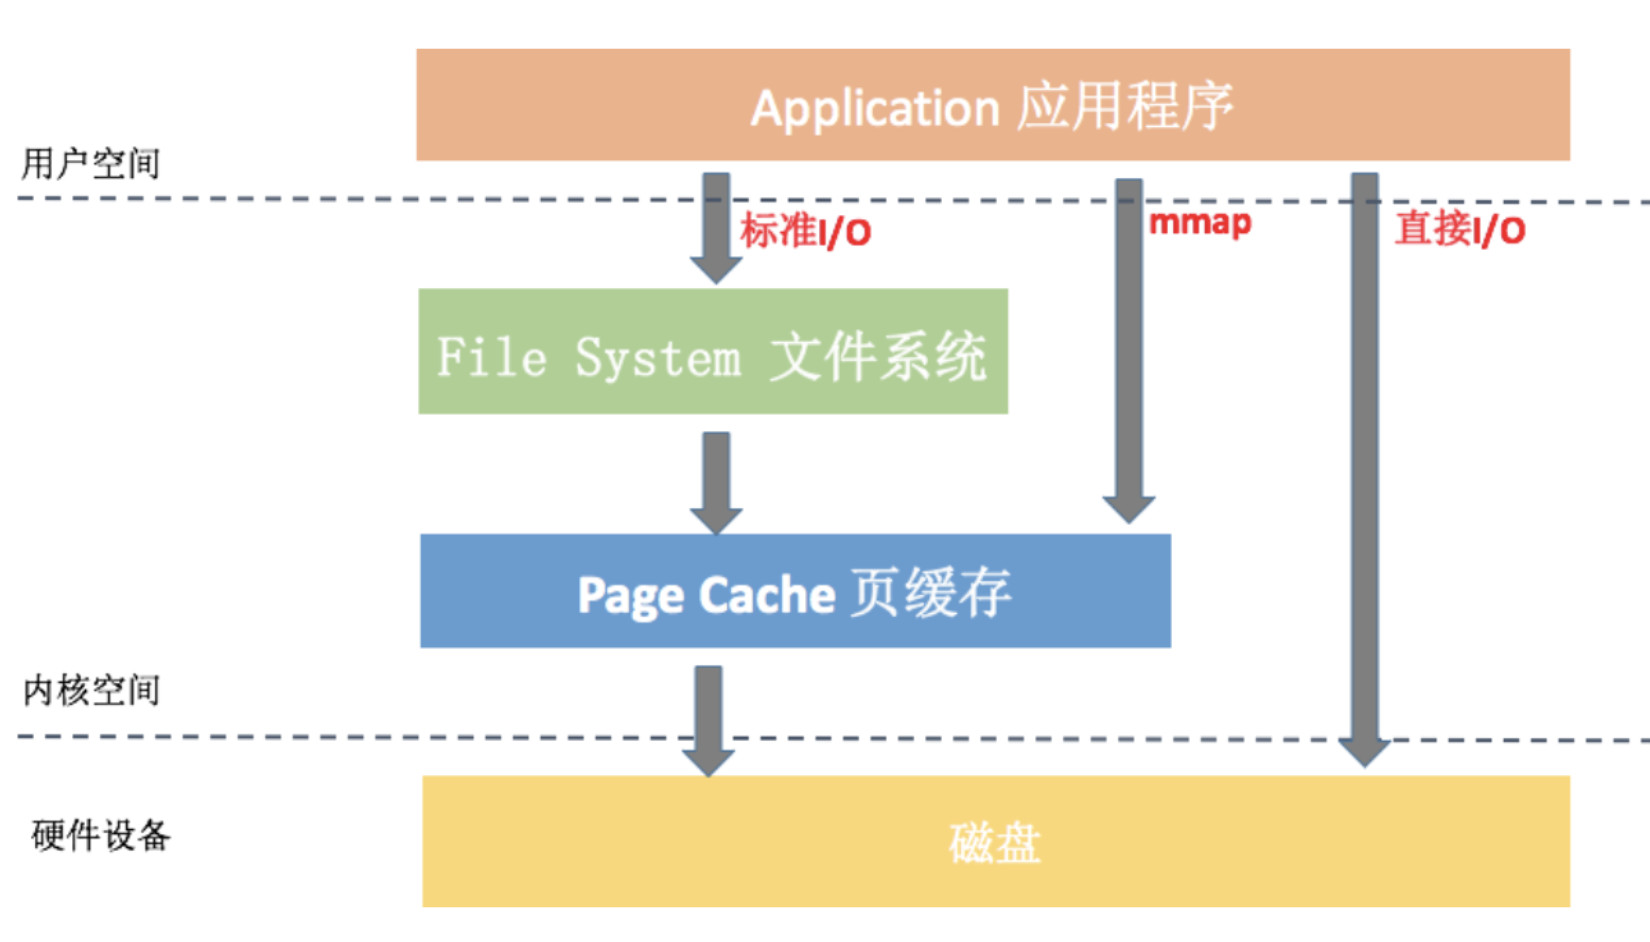 Application 应用程序
用户空间
标准I/O
mmap
直接I/O
File System 文件系统
Page Cache 页缓存
内核空间
硬件设备
磁盘